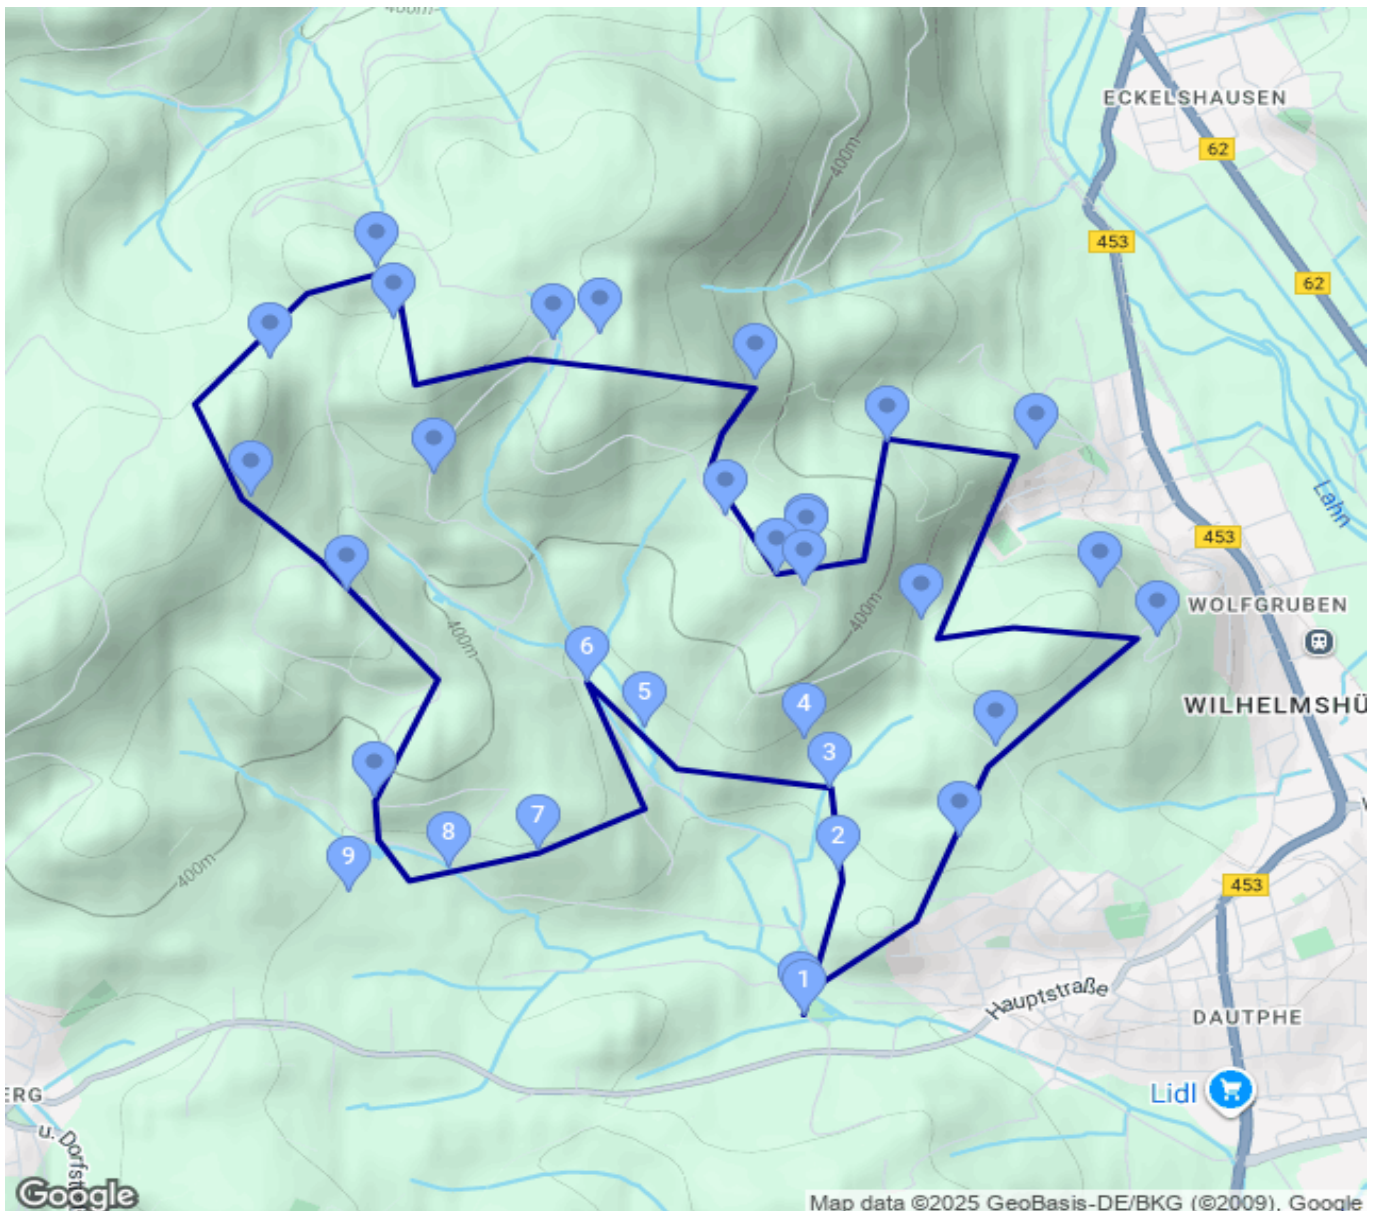 400m
ECKELSHAUSEN
62
400m
453
62
Lahn
453
400m
WOLFGRUBEN
400m
6
5
WILHELMSHÜ
4
3
7
2
8
9
400m
453
1
Hauptstraße
DAUTPHE
ERG
Lidl
u. Dorfst
Google
Map data ©2025 GeoBasis-DE/BKG (©2009), Google